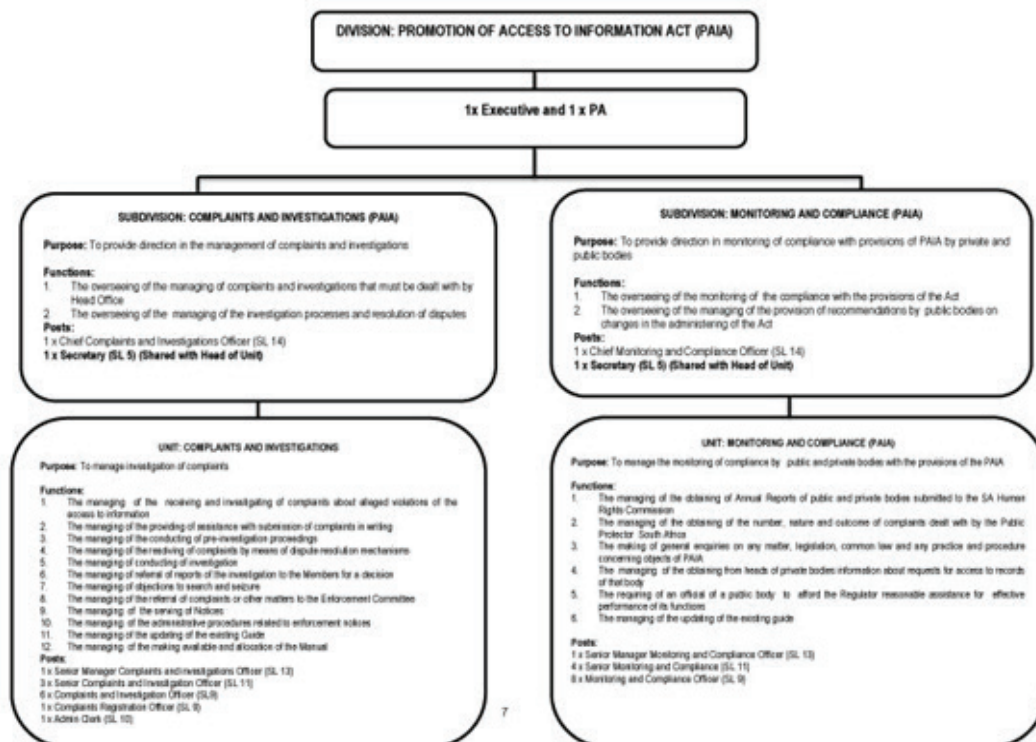 DIVISION: PROMOTION OF ACCESS TO INFORMATION ACT (PAIA)
1x Executive and 1 x PA
SUBDIVISION: COMPLAINTS AND INVESTIGATIONS (PAIA)
Purpose: To provide direction in the management of complaints and investigations
Functions:
1. The overseeing of the managing of complaints and investigations that must be dealt with by
Head Office
2. The overseeing of the managing of the investigation processes and resolution of disputes
Posts:
1 x Chief Complaints and Investigations Officer (SL 14)
1 x Secretary (SL 5) (Shared with Head of Unit)
SUBDIVISION: MONITORING AND COMPLIANCE (PAIA)
Purpose: To provide direction in monitoring of compliance with provisions of PAIA by private and
public bodies
Functions:
1. The overseeing of the monitoring of the compliance with the provisions of the Act
2. The overseeing of the managing of the provision of recommendations by public bodies on
changes in the administering of the Act
Posts:
1 x Chief Monitoring and Compliance Officer (SL 14)
1 x Secretary (SL 5) (Shared with Head of Unit)
UNIT: COMPLAINTS AND INVESTIGATIONS
Purpose: To manage investigation of complaints
Functions:
1. The managing of the receiving and investigating of complaints about alleged violations of the
access to information
2. The managing of the providing of assistance with submission of complaints in writing
3. The managing of the conducting of pre-investigation proceedings
4. The managing of the resolving of complaints by means of dispute resolution mechanisms
5. The managing of conducting of investigation
6. The managing of referral of reports of the investigation to the Members for a decision
7. The managing of objections to search and seizure
8. The managing of the referral of complaints or other matters to the Enforcement Committee
9. The managing of the serving of Notices
10. The managing of the administrative procedures related to enforcement notices
11. The managing of the updating of the existing Guide
12. The managing of the making available and allocation of the Manual
Posts:
1 x Senior Manager Complaints and investigations Officer (SL 13)
3 x Senior Complaints and Investigation Officer (SL 11)
6 x Complaints and Investigation Officer (SL9)
1 x Complaints Registration Officer (SL 9)
1 x Admin Clerk (SL 10)
UNIT: MONITORING AND COMPLIANCE (PAIA)
Purpose: To manage the monitoring of compliance by public and private bodies with the provisions of the PAIA
Functions:
1. The managing of the obtaining of Annual Reports of public and private bodies submitted to the SA Human
Rights Commission
2. The managing of the obtaining of the number, nature and outcome of complaints dealt with by the Public
Protector South Africa
3. The making of general enquiries on any matter, legislation, common law and any practice and procedure
concerning objects of PAIA
4. The managing of the obtaining from heads of private bodies information about requests for access to records
of that body
5. The requiring of an official of a public body to afford the Regulator reasonable assistance for effective
performance of its functions
6. The managing of the updating of the existing guide
Posts:
1 x Senior Manager Monitoring and Compliance Officer (SL 13)
4 x Senior Monitoring and Compliance (SL 11)
8 x Monitoring and Compliance Officer (SL 9)
7